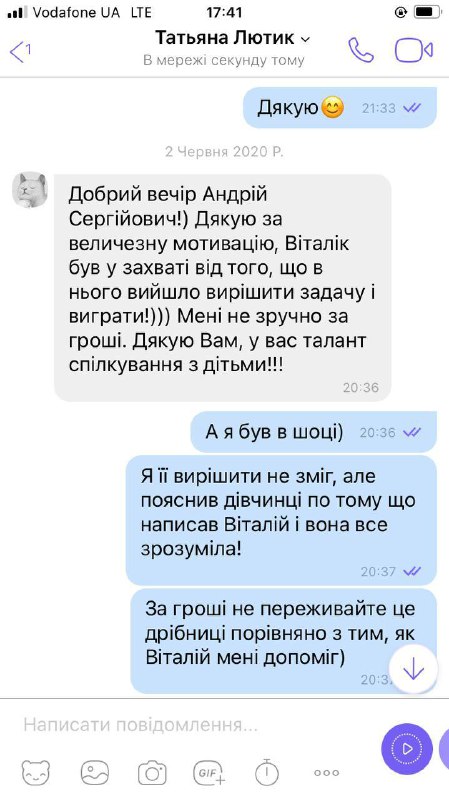 Vodafone UA LTE 17:41
1 Татьяна Лютик
В мережі секунду тому
Дякую😊 21:33
2 Червня 2020 Р.
Добрий вечір Андрій
Сергійович!) Дякую за
величезну мотивацію, Віталік
був у захваті від того, що в
нього вийшло вирішити задачу і
виграти!))) Мені не зручно за
гроші. Дякую Вам, у вас талант
спілкування з дітьми!!!
20:36
А я був в шоці) 20:36
Я її вирішити не зміг, але
пояснив дівчинці по тому що
написав Віталій і вона все
зрозуміла!
20:37
За гроші не переживайте це
дрібниці порівняно з тим, як
Віталій мені допоміг)
Написати повідомлення...
GIF